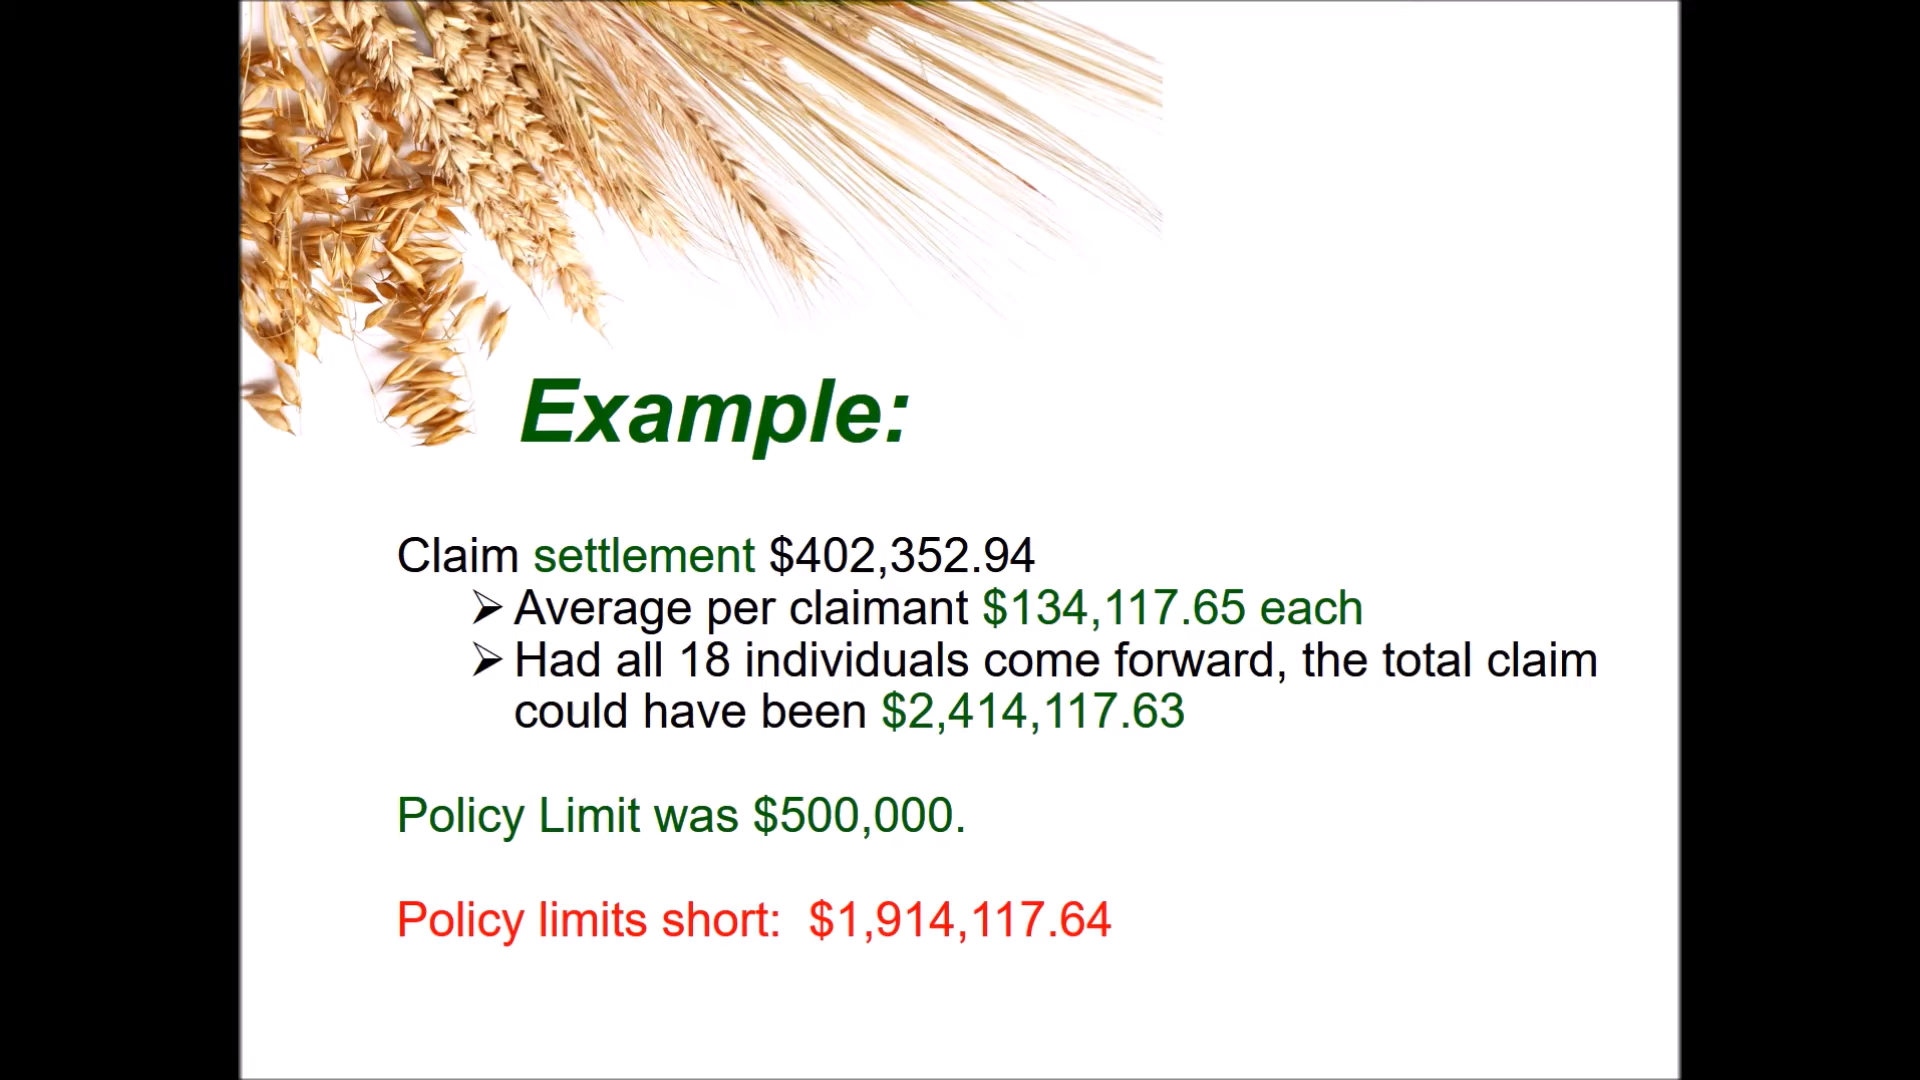 Example:
Claim settlement $402,352.94
➢ Average per claimant $134,117.65 each
➢ Had all 18 individuals come forward, the total claim
could have been $2,414,117.63
Policy Limit was $500,000.
Policy limits short:  $1,914,117.64